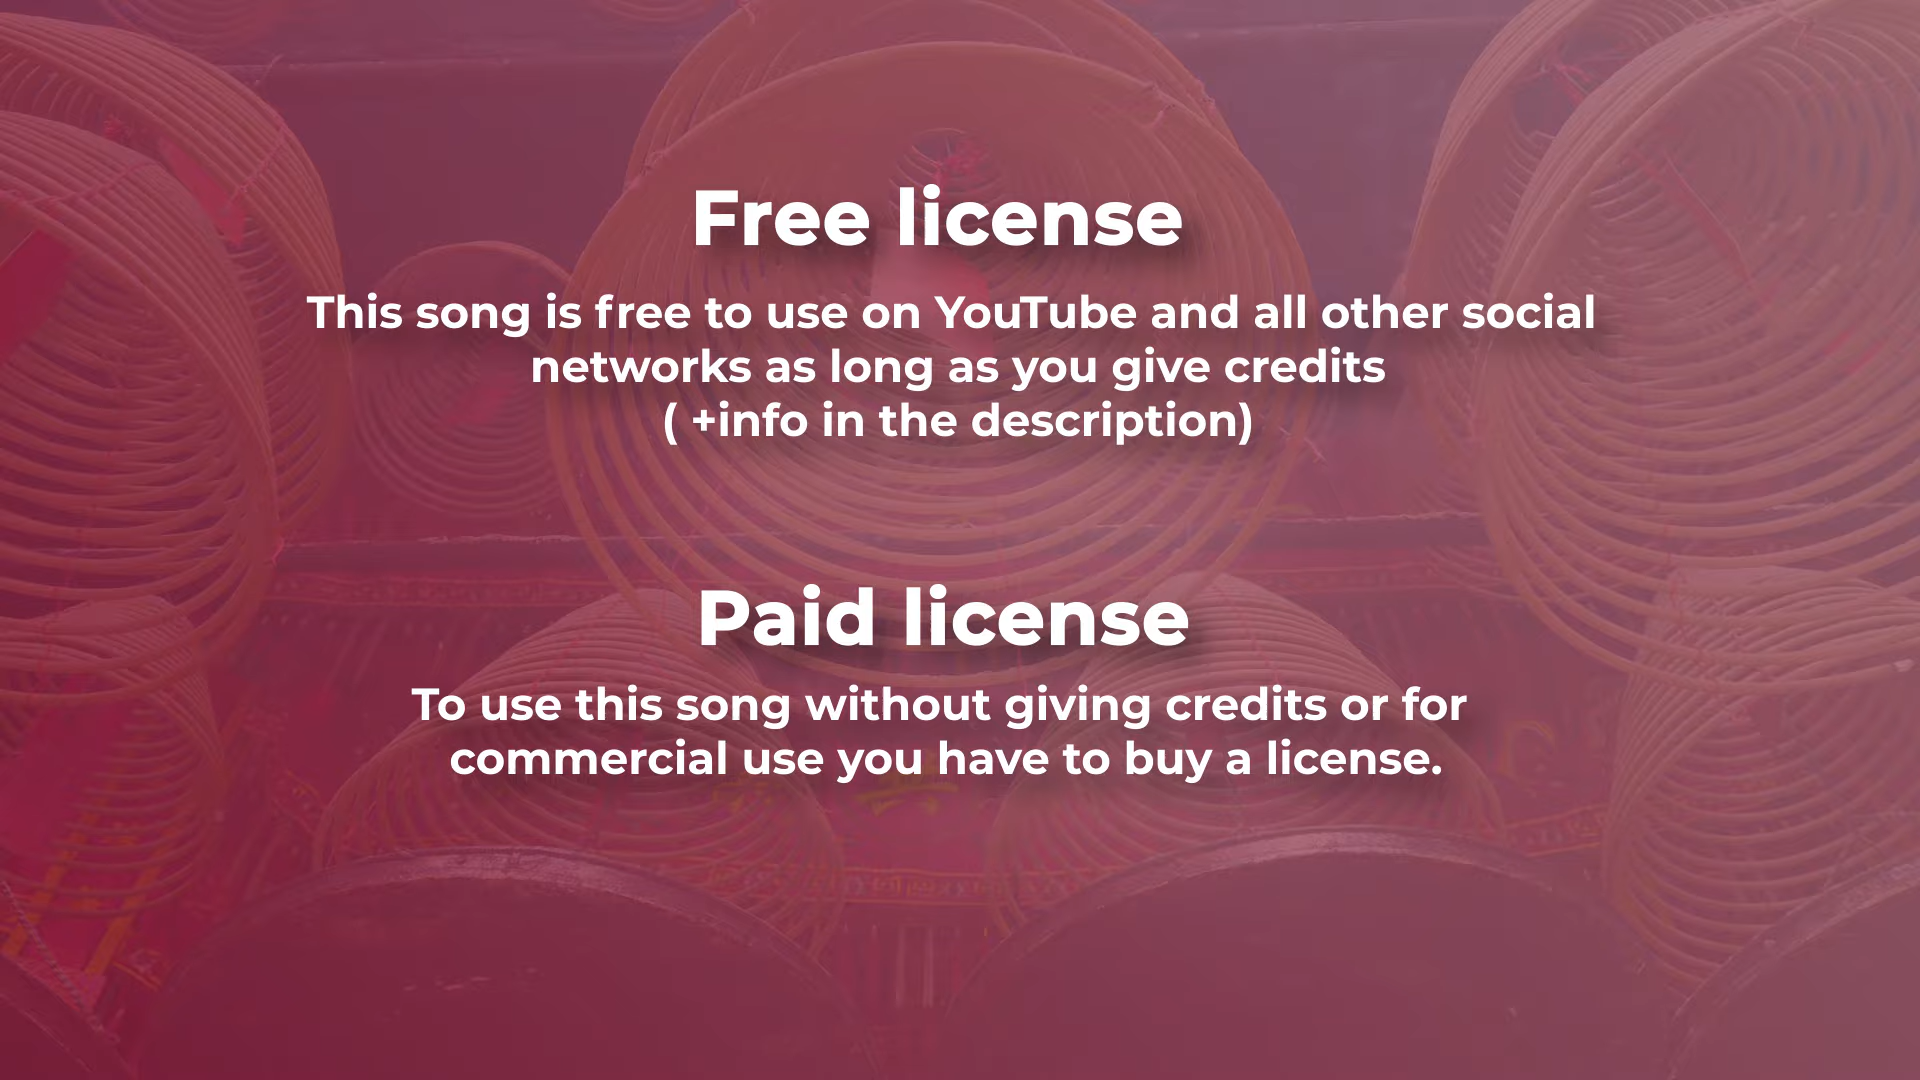 Free license
This song is free to use on YouTube and all other social
networks as long as you give credits
( +info in the description)
Paid license
To use this song without giving credits or for
commercial use you have to buy a license.